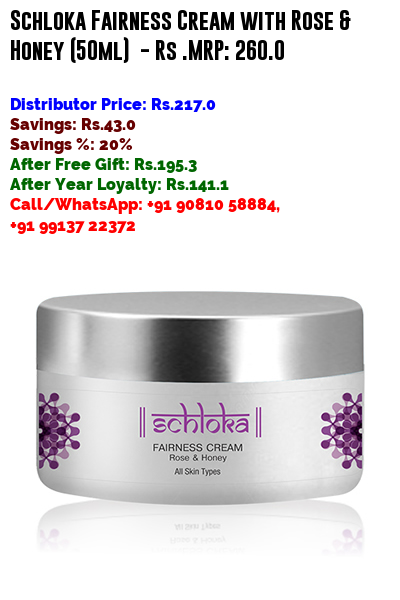 Schloka Fairness Cream with Rose &
Honey (50ml) - Rs .MRP: 260.0
Distributor Price: Rs.217.0
Savings: Rs.43.0
Savings %: 20%
After Free Gift: Rs.195.3
After Year Loyalty: Rs.141.1
Call/WhatsApp: +91 90810 58884,
+91 99137 22372
schloka
FAIRNESS CREAM
Rose & Honey
All Skin Types